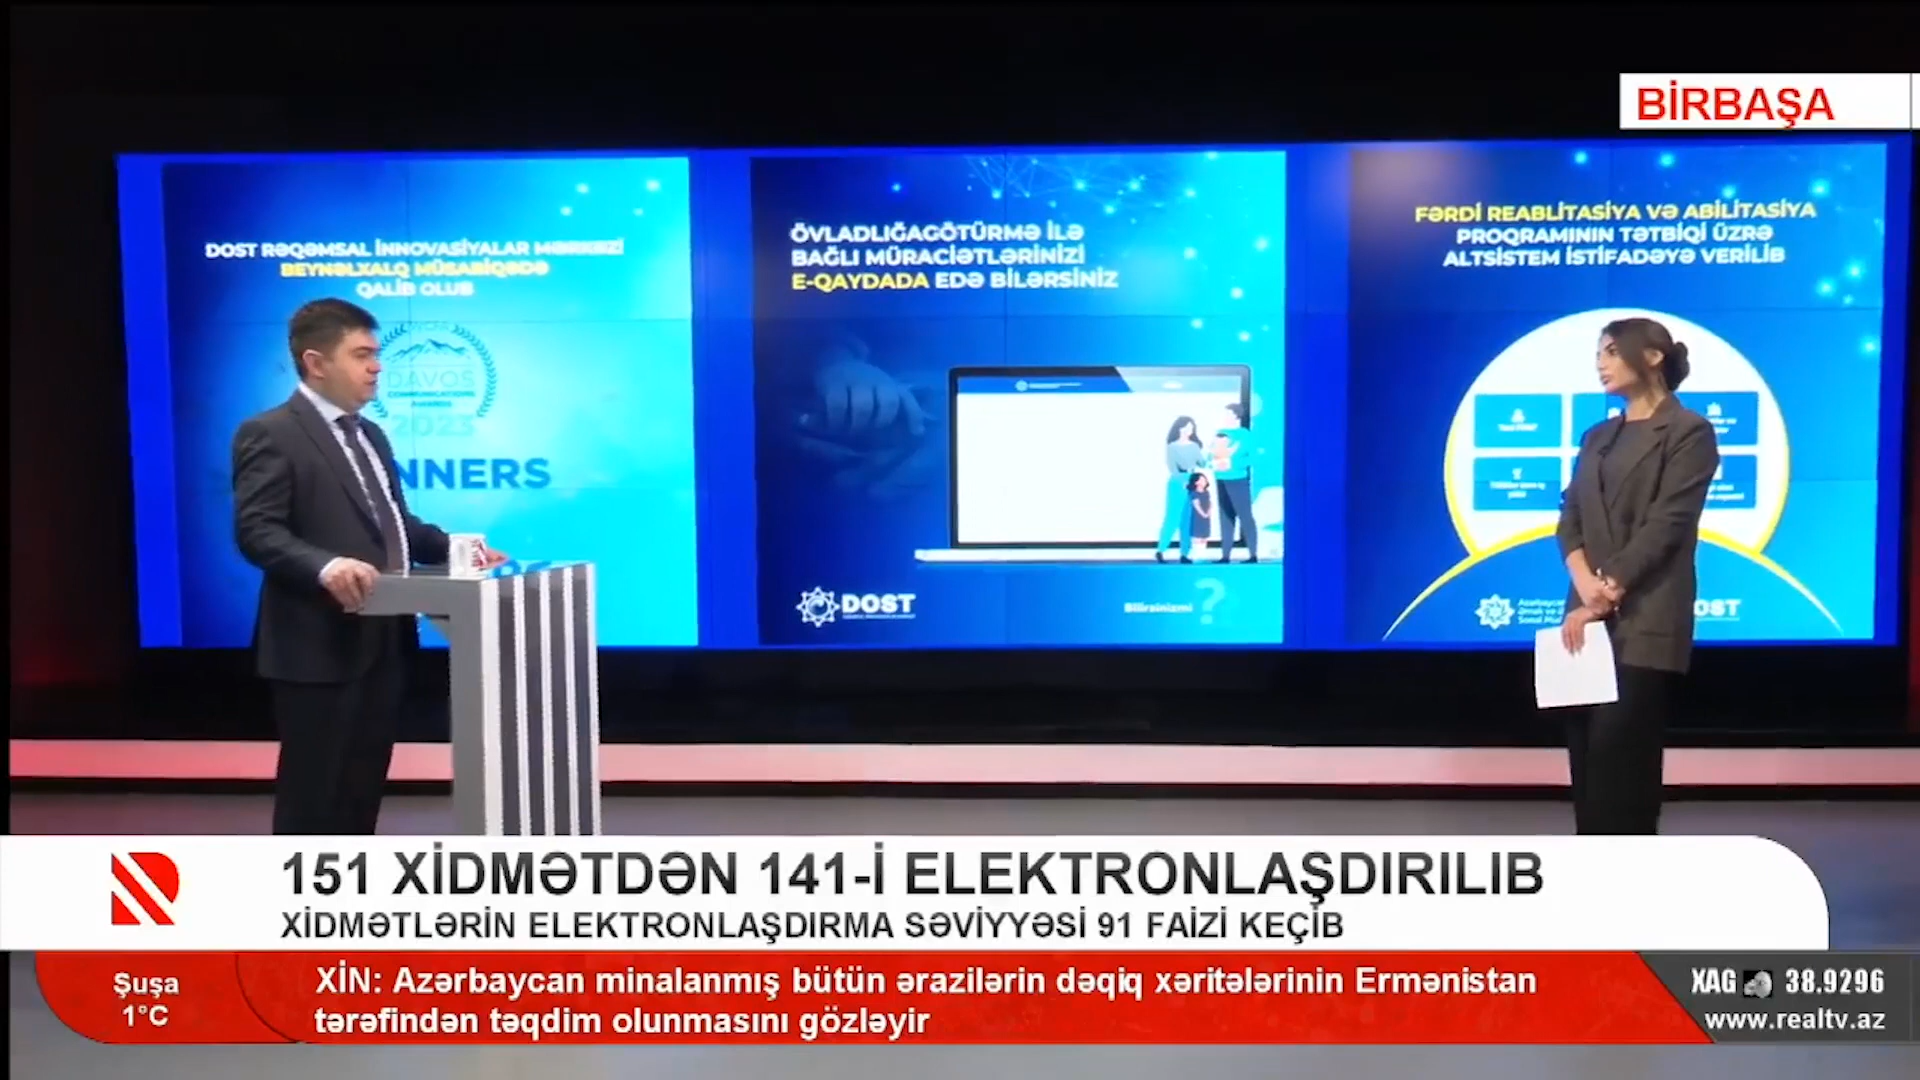 BİRBAŞA
DOST RƏQƏMSAL İNNOVASİYALAR MƏRKƏZİ
BEYNƏLXALQ MÜSABİQƏDƏ
QALİB OLUB
DAVOS
COMMUNICATIONS
AWARDS
2023
NNERS
ÖVLADLIĞAGÖTÜRMƏ İLƏ
BAĞLI MÜRACİƏTLƏRİNİZİ
E-QAYDADA EDƏ BİLƏRSİNİZ
DOST
Bilirsinizmi ?
FƏRDİ REABLİTASİYA VƏ ABİLİTASİYA
PROQRAMININ TƏTBİQİ ÜZRƏ
ALTSİSTEM İSTİFADƏYƏ VERİLİB
OST
151 XİDMƏTDƏN 141-İ ELEKTRONLAŞDIRILIB
XİDMƏTLƏRİN ELEKTRONLAŞDIRMA SƏVİYYƏSİ 91 FAİZİ KEÇİB
Şuşa
1°C
XİN: Azərbaycan minalanmış bütün ərazilərin dəqiq xəritələrinin Ermənistan
tərəfindən təqdim olunmasını gözləyir
XAG 38.9296
www.realtv.az